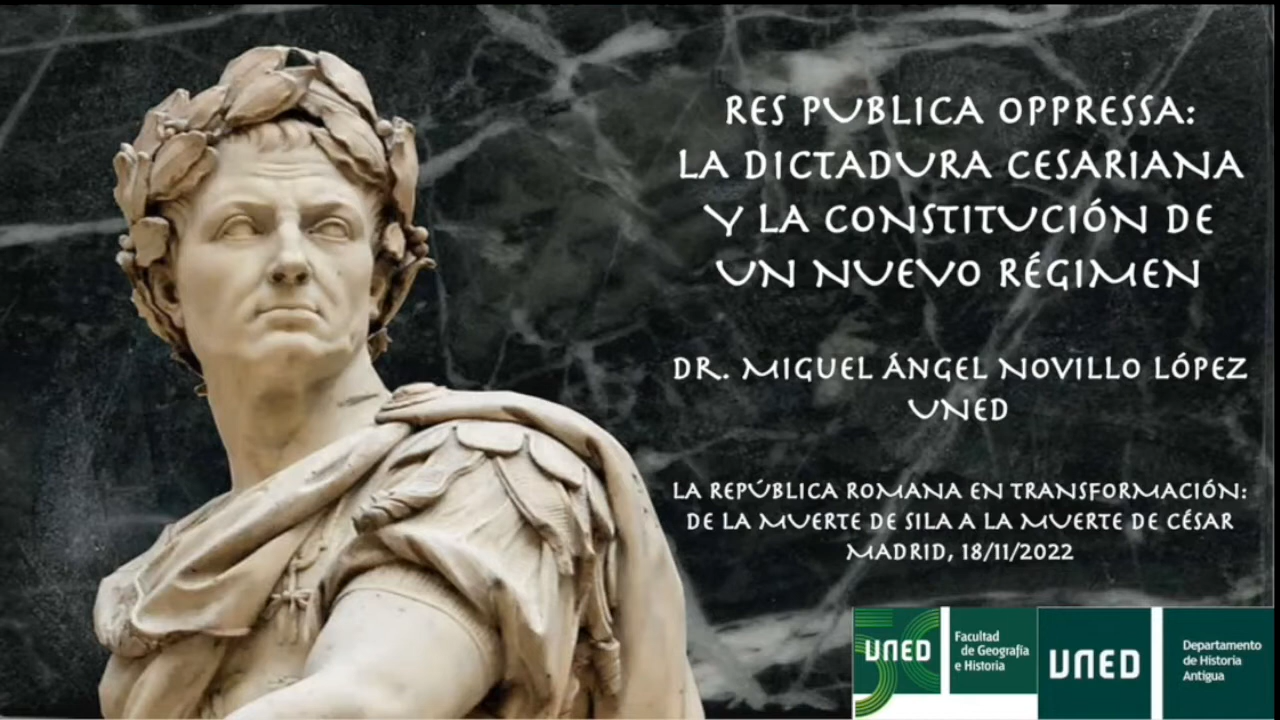 RES PUBLICA OPPRESSA:
LA DICTADURA CESARIANA
Y LA CONSTITUCIÓN DE
UN NUEVO RÉGIMEN
DR. MIGUEL ÁNGEL NOVILLO LÓPEZ
UNED
LA REPÚBLICA ROMANA EN TRANSFORMACIÓN:
DE LA MUERTE DE SILA A LA MUERTE DE CÉSAR
MADRID, 18/11/2022
UNED
50
Facultad
de Geografía
e Historia
UNED
Departamento
de Historia
Antigua